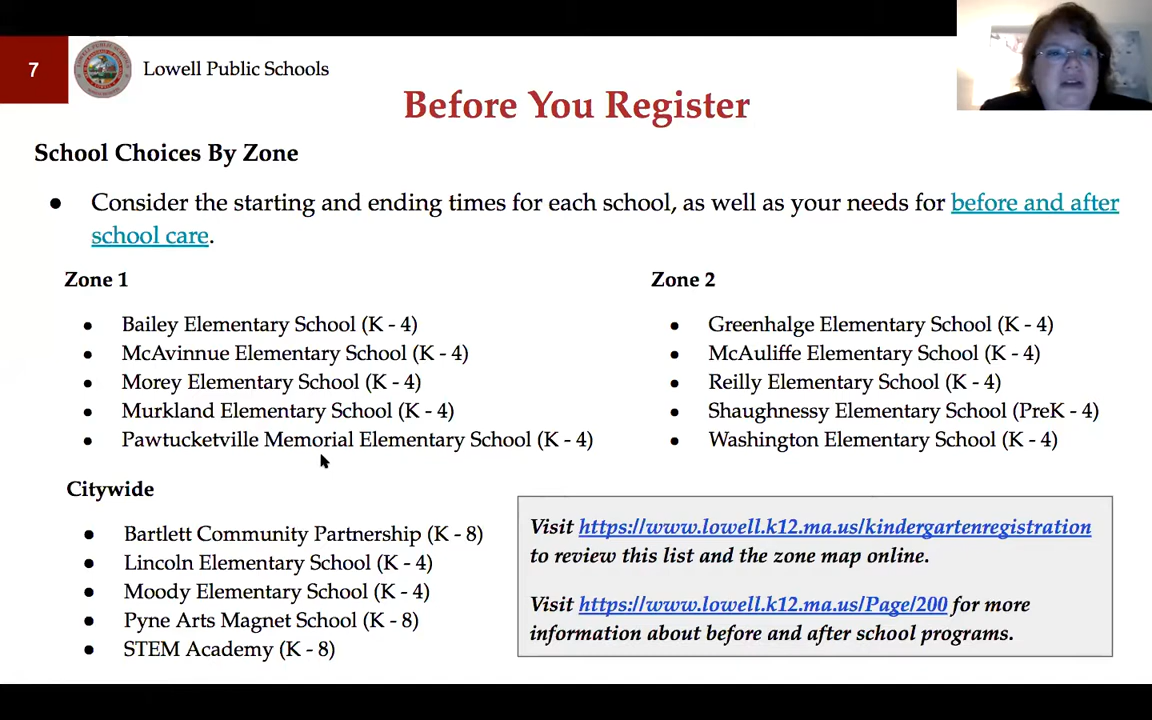 7
Lowell Public Schools
Before You Register
School Choices By Zone
● Consider the starting and ending times for each school, as well as your needs for before and after
school care.
Zone 1
● Bailey Elementary School (K - 4)
● McAvinnue Elementary School (K - 4)
● Morey Elementary School (K - 4)
● Murkland Elementary School (K - 4)
● Pawtucketville Memorial Elementary School (K - 4)
Zone 2
● Greenhalge Elementary School (K - 4)
● McAuliffe Elementary School (K - 4)
● Reilly Elementary School (K - 4)
● Shaughnessy Elementary School (PreK - 4)
● Washington Elementary School (K - 4)
Citywide
● Bartlett Community Partnership (K - 8)
● Lincoln Elementary School (K - 4)
● Moody Elementary School (K - 4)
● Pyne Arts Magnet School (K - 8)
● STEM Academy (K - 8)
Visit https://www.lowell.k12.ma.us/kindergartenregistration
to review this list and the zone map online.
Visit https://www.lowell.k12.ma.us/Page/200 for more
information about before and after school programs.